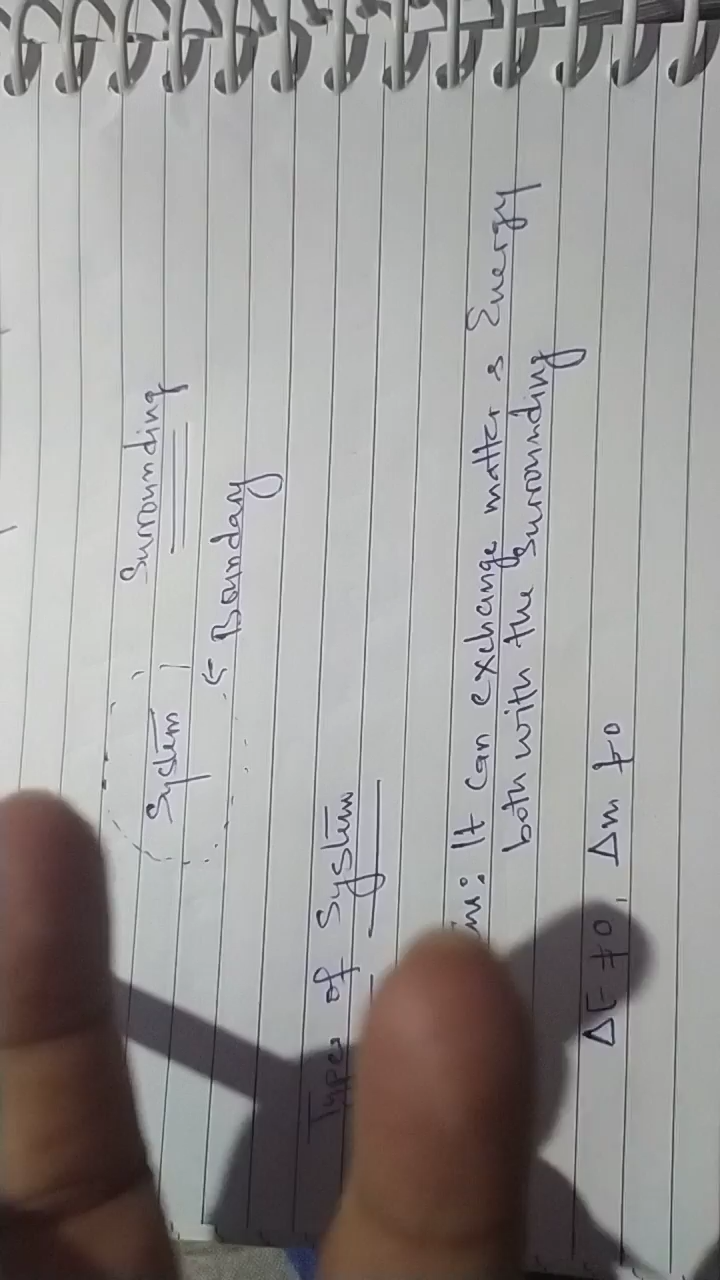 Surrounding
System
← Boundary
Types of System
It can exchange matter & Energy
both with the surrounding
ΔE ≠ 0, Δm ≠ 0